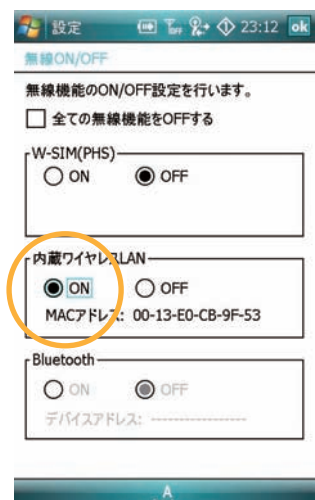 設定 23:12 ok
無線ON/OFF
無線機能のON/OFF設定を行います。
全ての無線機能をOFFする
W-SIM(PHS)
ON OFF
内蔵ワイヤレスLAN
ON OFF
MACアドレス: 00-13-E0-CB-9F-53
Bluetooth
ON OFF
デバイスアドレス: ------------------
A